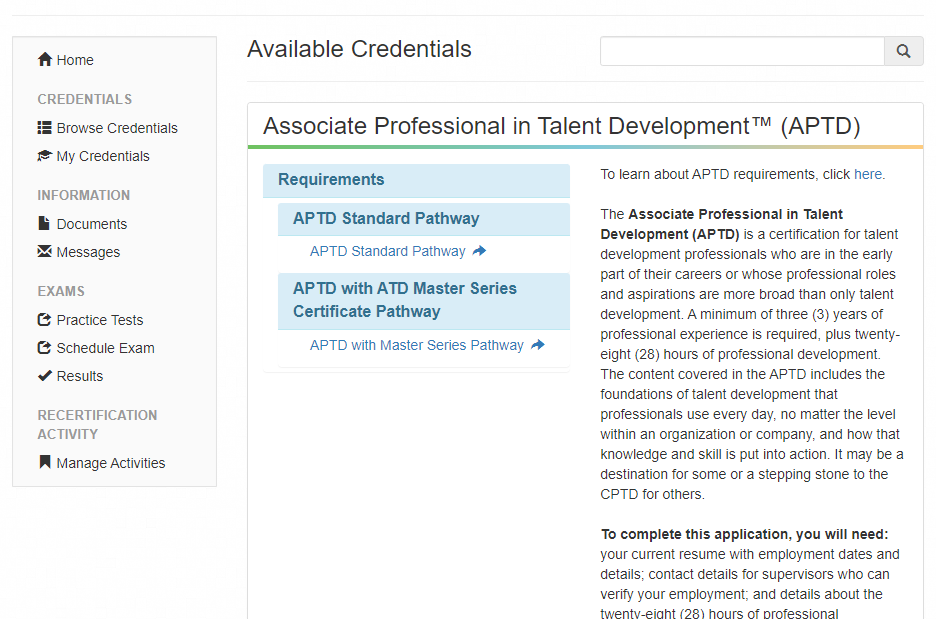 Home
CREDENTIALS
Browse Credentials
My Credentials
INFORMATION
Documents
Messages
EXAMS
Practice Tests
Schedule Exam
Results
RECERTIFICATION
ACTIVITY
Manage Activities
Available Credentials
Associate Professional in Talent Development™ (APTD)
Requirements
APTD Standard Pathway
APTD Standard Pathway
APTD with ATD Master Series
Certificate Pathway
APTD with Master Series Pathway
To learn about APTD requirements, click here.
The Associate Professional in Talent
Development (APTD) is a certification for talent
development professionals who are in the early
part of their careers or whose professional roles
and aspirations are more broad than only talent
development. A minimum of three (3) years of
professional experience is required, plus twenty-
eight (28) hours of professional development.
The content covered in the APTD includes the
foundations of talent development that
professionals use every day, no matter the level
within an organization or company, and how that
knowledge and skill is put into action. It may be a
destination for some or a stepping stone to the
CPTD for others.
To complete this application, you will need:
your current resume with employment dates and
details; contact details for supervisors who can
verify your employment; and details about the
twenty-eight (28) hours of professional